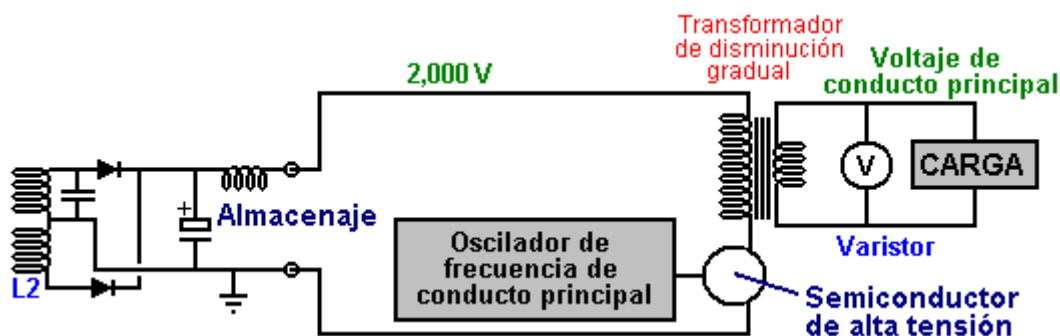 Transformador
de disminución
gradual
Voltaje de
conducto principal
2,000 V
V
CARGA
+
Almacenaje
Oscilador de
frecuencia de
conducto principal
Varistor
L2
Semiconductor
de alta tensión